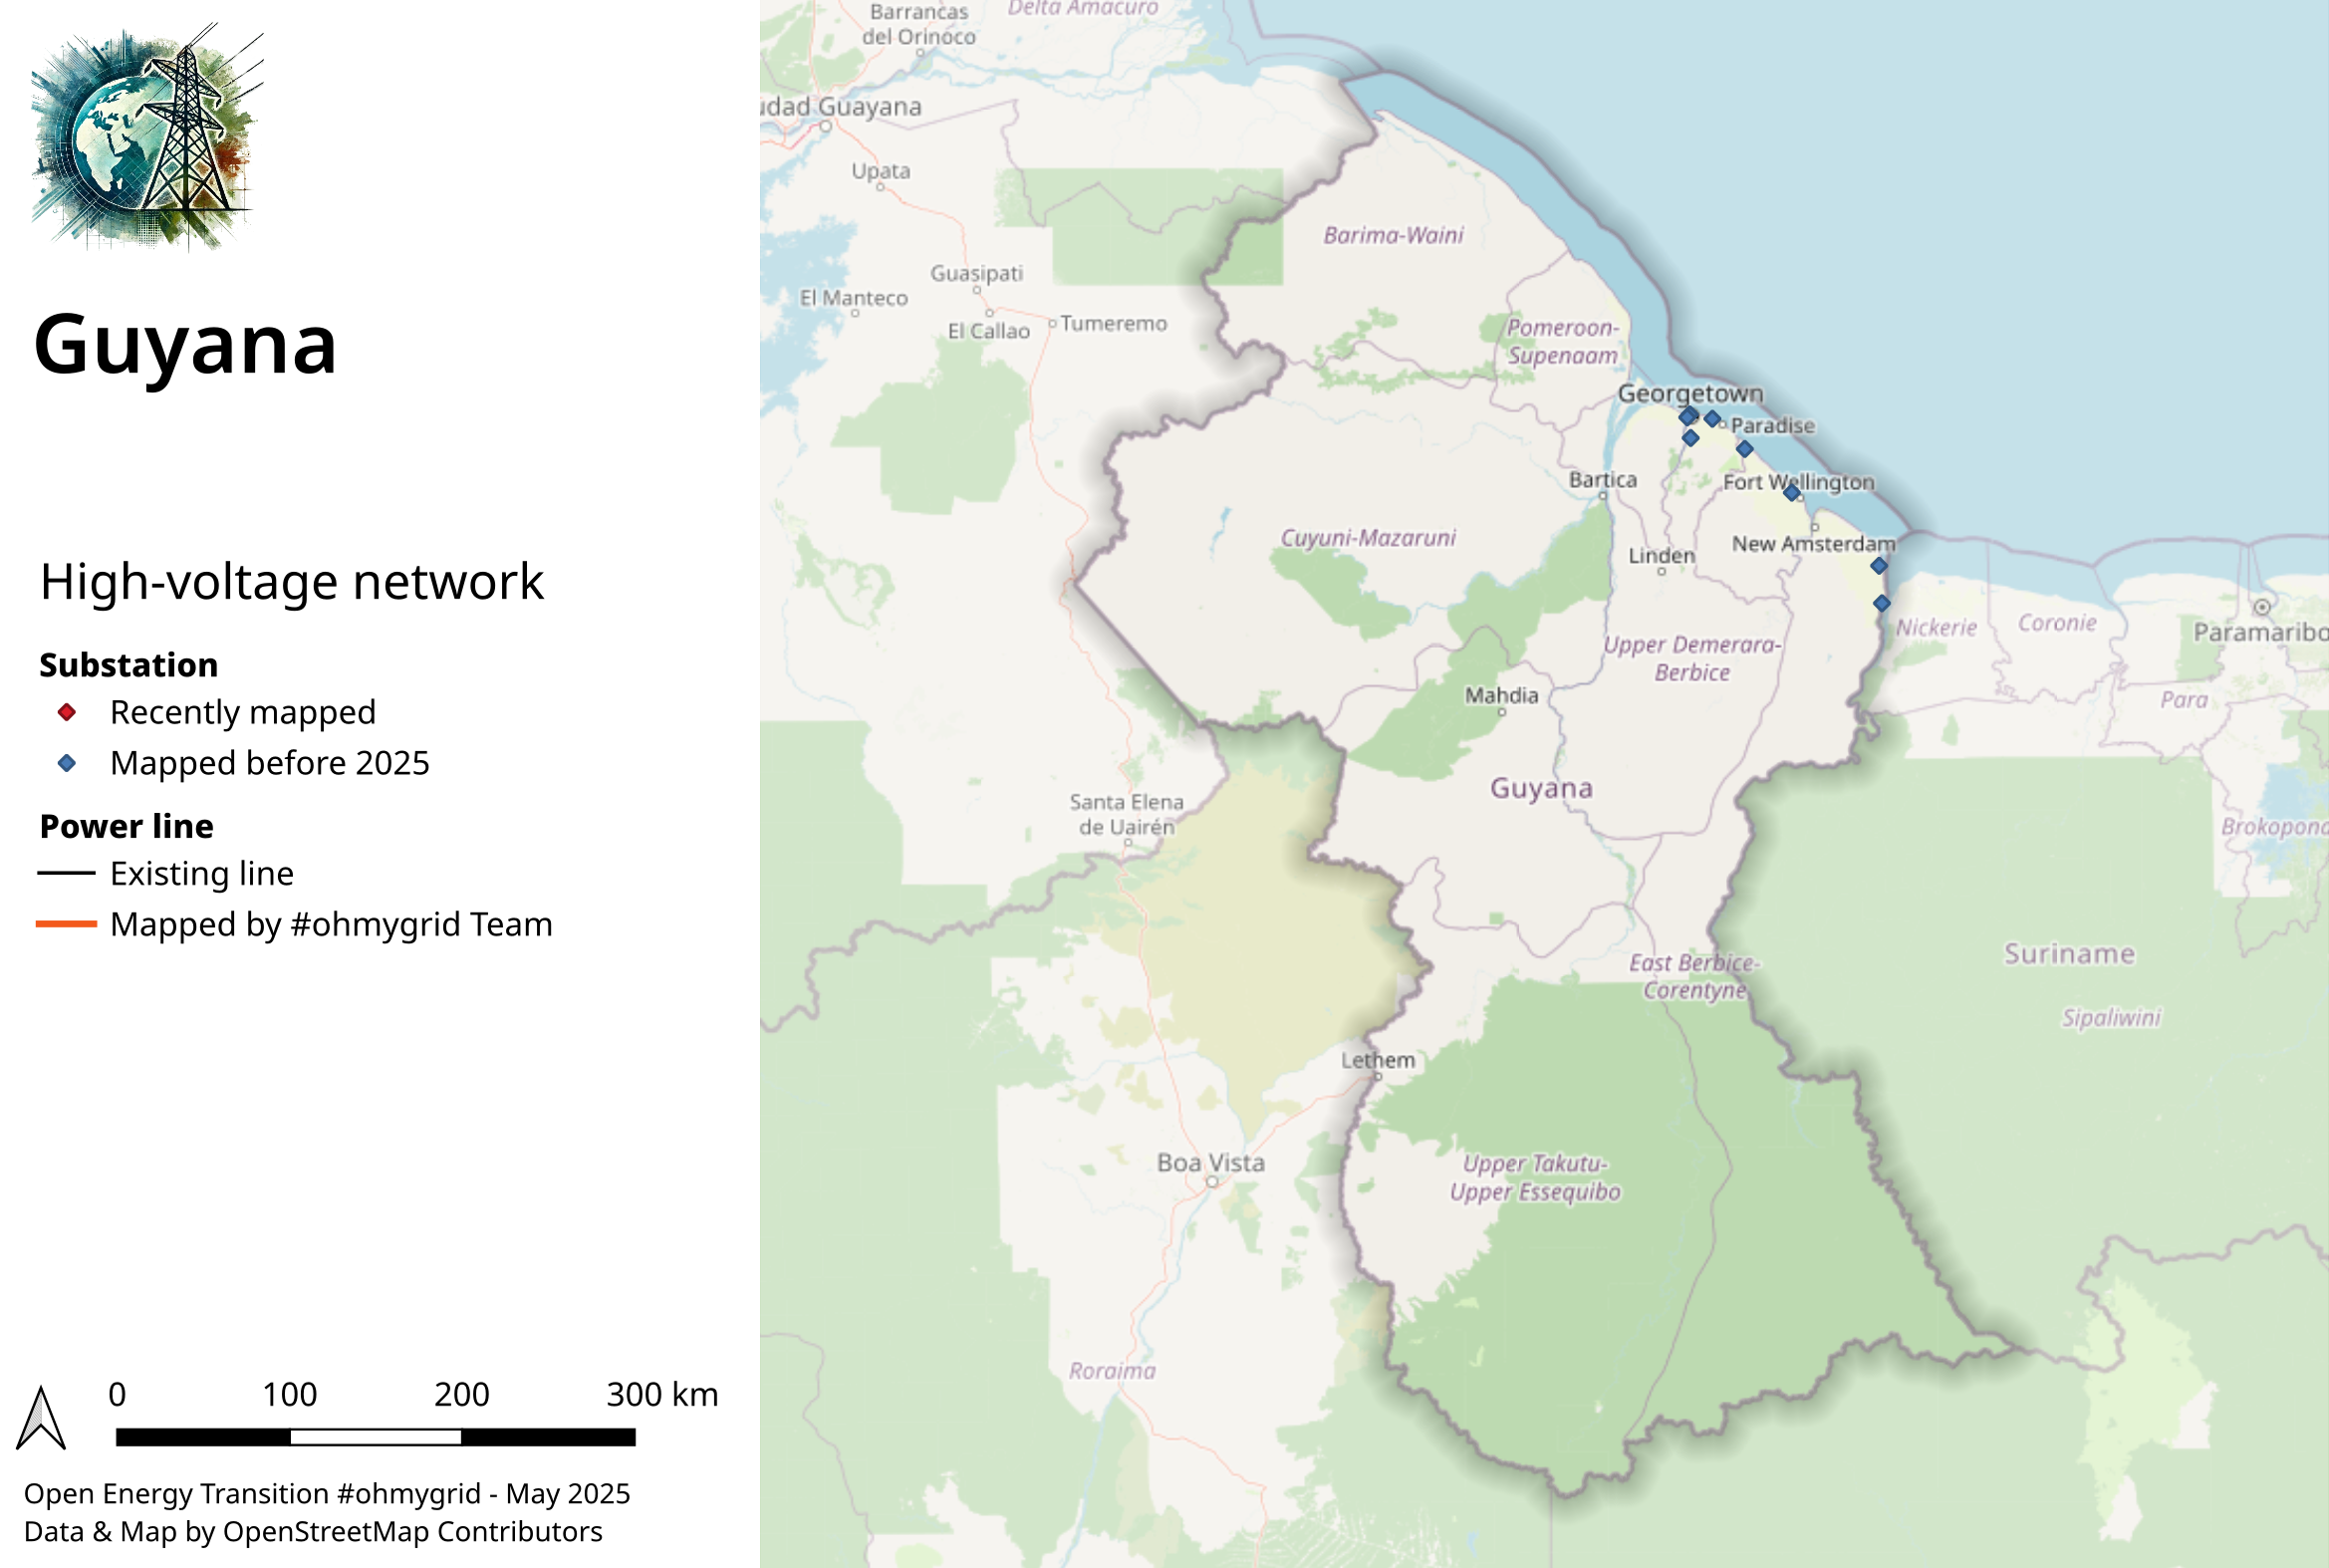 Guyana
High-voltage network
Substation
Recently mapped
Mapped before 2025
Power line
Existing line
Mapped by #ohmygrid Team
0 100 200 300 km
Open Energy Transition #ohmygrid - May 2025
Data & Map by OpenStreetMap Contributors
Delta Amacuro
Barrancas
del Orinoco
udad Guayana
Upata
Guasipati
El Manteco
El Callao
Tumeremo
Barima-Waini
Pomeroon-
Supenaam
Georgetown
Paradise
Bartica
Fort Wellington
Cuyuni-Mazaruni
Linden
New Amsterdam
Upper Demerara-
Berbice
Nickerie
Coronie
Paramaribo
Mahdia
Para
Guyana
Santa Elena
de Uairén
Brokopond
Suriname
East Berbice-
Corentyne
Sipaliwini
Lethem
Boa Vista
Upper Takutu-
Upper Essequibo
Roraima